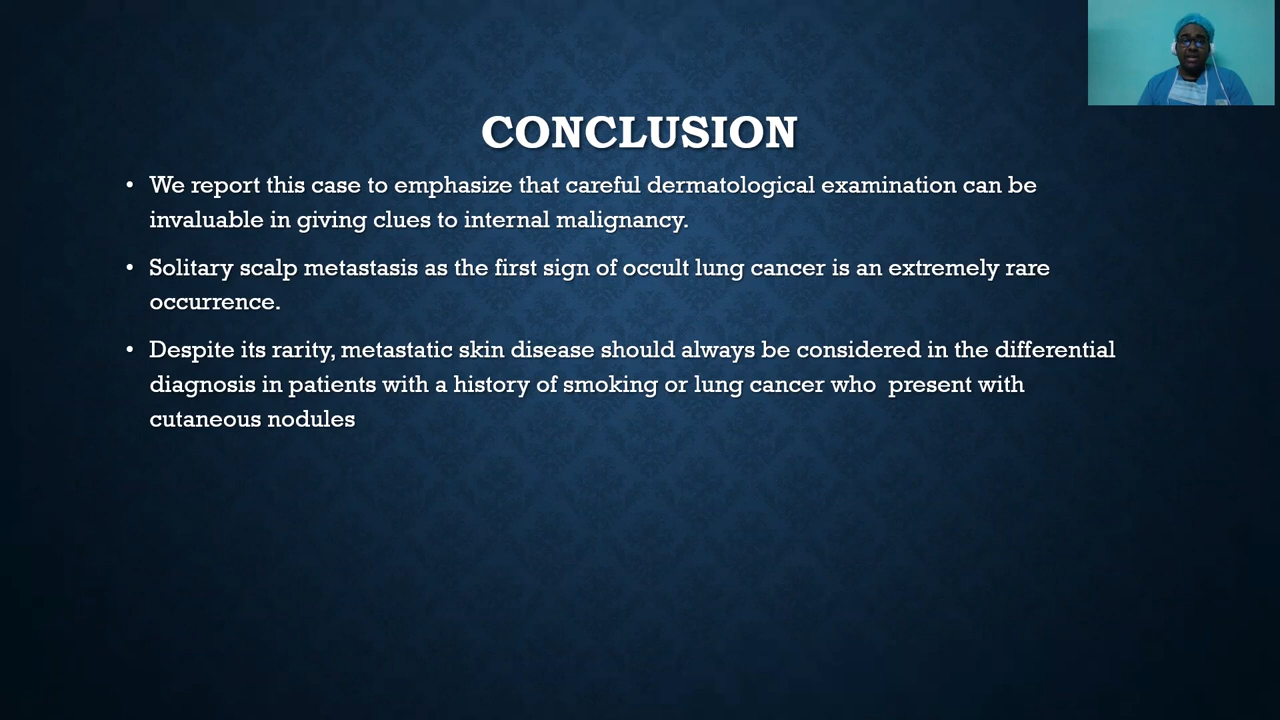 CONCLUSION
• We report this case to emphasize that careful dermatological examination can be
invaluable in giving clues to internal malignancy.
• Solitary scalp metastasis as the first sign of occult lung cancer is an extremely rare
occurrence.
• Despite its rarity, metastatic skin disease should always be considered in the differential
diagnosis in patients with a history of smoking or lung cancer who  present with
cutaneous nodules